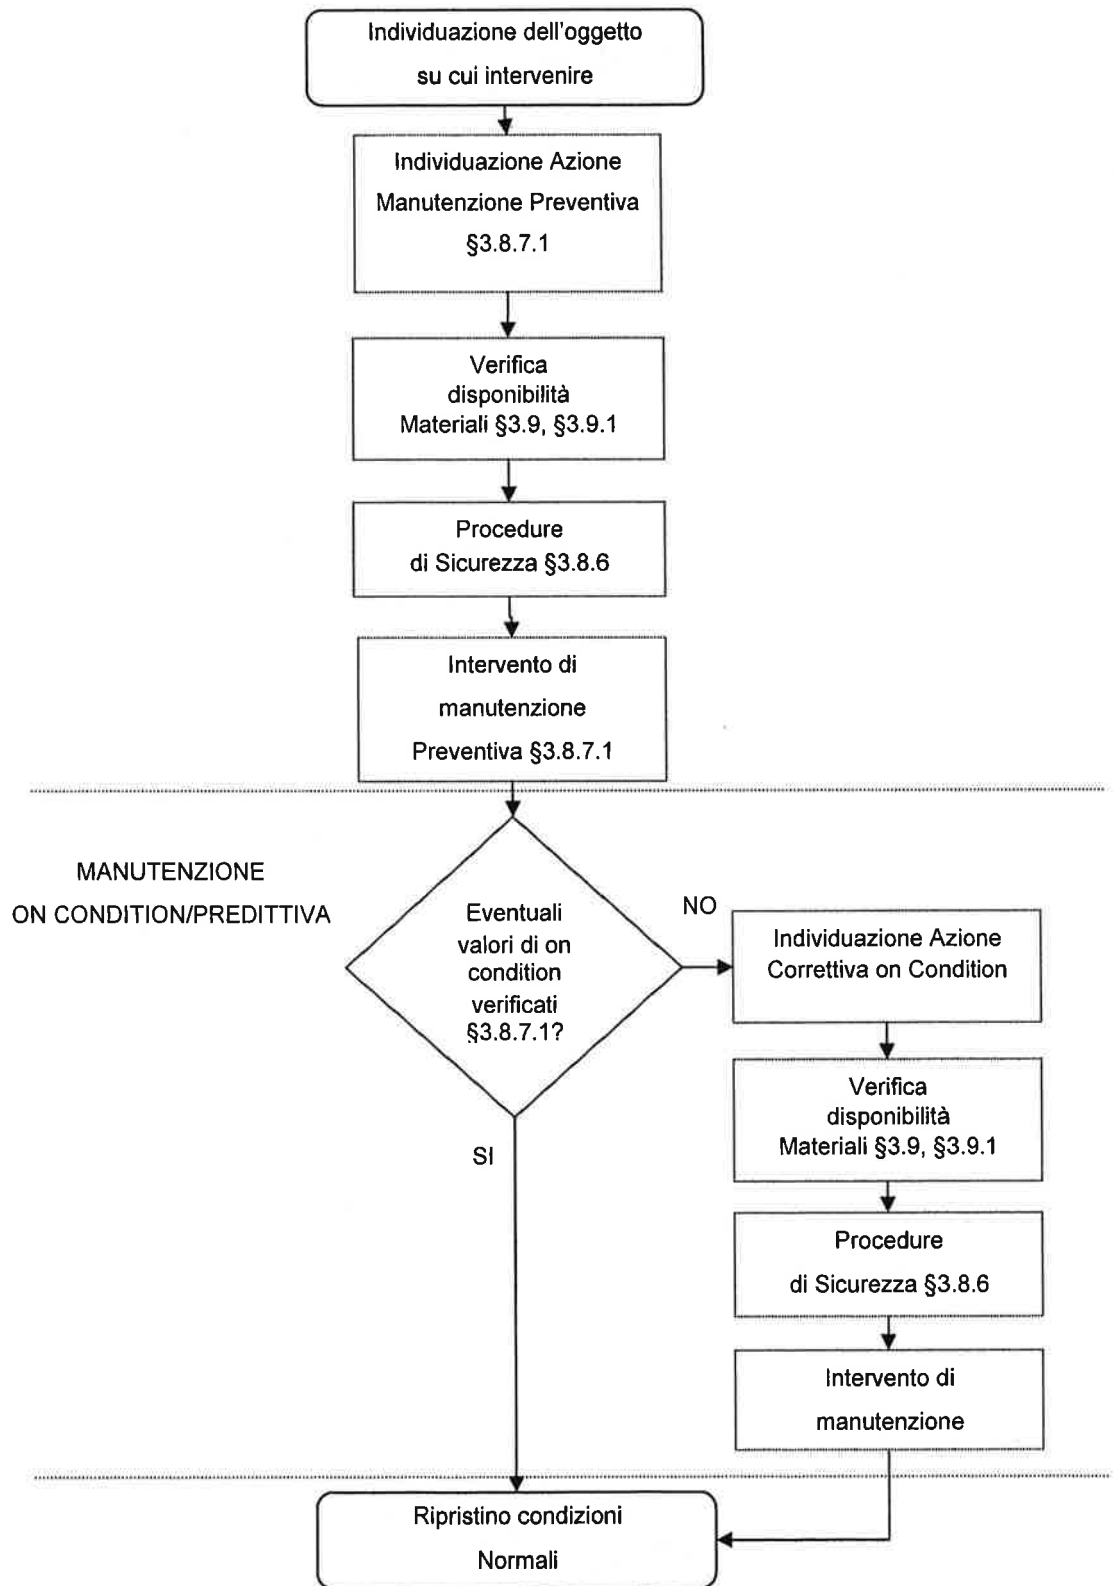 Individuazione dell'oggetto
su cui intervenire
Individuazione Azione
Manutenzione Preventiva
§3.8.7.1
Verifica
disponibilità
Materiali §3.9, §3.9.1
Procedure
di Sicurezza §3.8.6
Intervento di
manutenzione
Preventiva §3.8.7.1
MANUTENZIONE
ON CONDITION/PREDITTIVA
Eventuali
valori di on
condition
verificati
§3.8.7.1?
NO
Individuazione Azione
Correttiva on Condition
Verifica
disponibilità
Materiali §3.9, §3.9.1
Procedure
di Sicurezza §3.8.6
Intervento di
manutenzione
SI
Ripristino condizioni
Normali